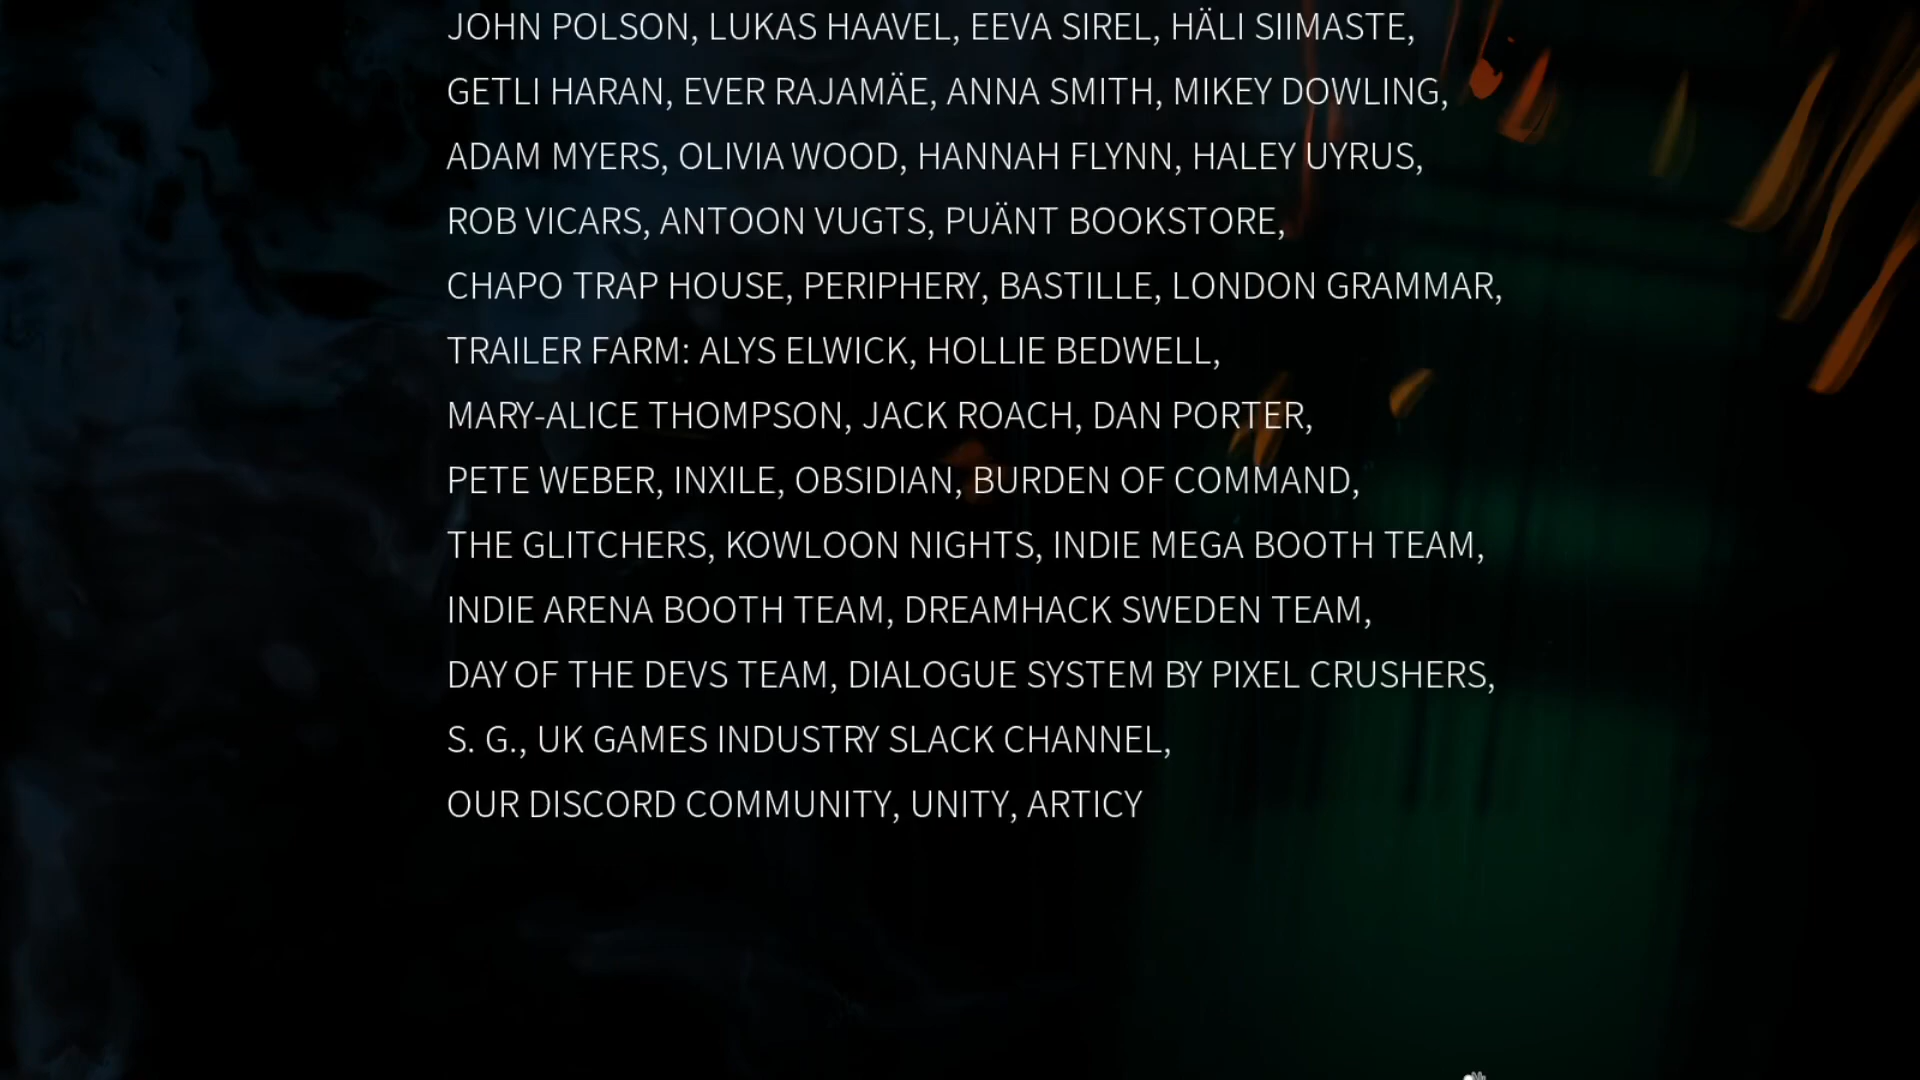 JOHN POLSON, LUKAS HAAVEL, EEVA SIREL, HÄLI SIIMASTE,
GETLI HARAN, EVER RAJAMÄE, ANNA SMITH, MIKEY DOWLING,
ADAM MYERS, OLIVIA WOOD, HANNAH FLYNN, HALEY UYRUS,
ROB VICARS, ANTOON VUGTS, PUÄNT BOOKSTORE,
CHAPO TRAP HOUSE, PERIPHERY, BASTILLE, LONDON GRAMMAR,
TRAILER FARM: ALYS ELWICK, HOLLIE BEDWELL,
MARY-ALICE THOMPSON, JACK ROACH, DAN PORTER,
PETE WEBER, INXILE, OBSIDIAN, BURDEN OF COMMAND,
THE GLITCHERS, KOWLOON NIGHTS, INDIE MEGA BOOTH TEAM,
INDIE ARENA BOOTH TEAM, DREAMHACK SWEDEN TEAM,
DAY OF THE DEVS TEAM, DIALOGUE SYSTEM BY PIXEL CRUSHERS,
S. G., UK GAMES INDUSTRY SLACK CHANNEL,
OUR DISCORD COMMUNITY, UNITY, ARTICY